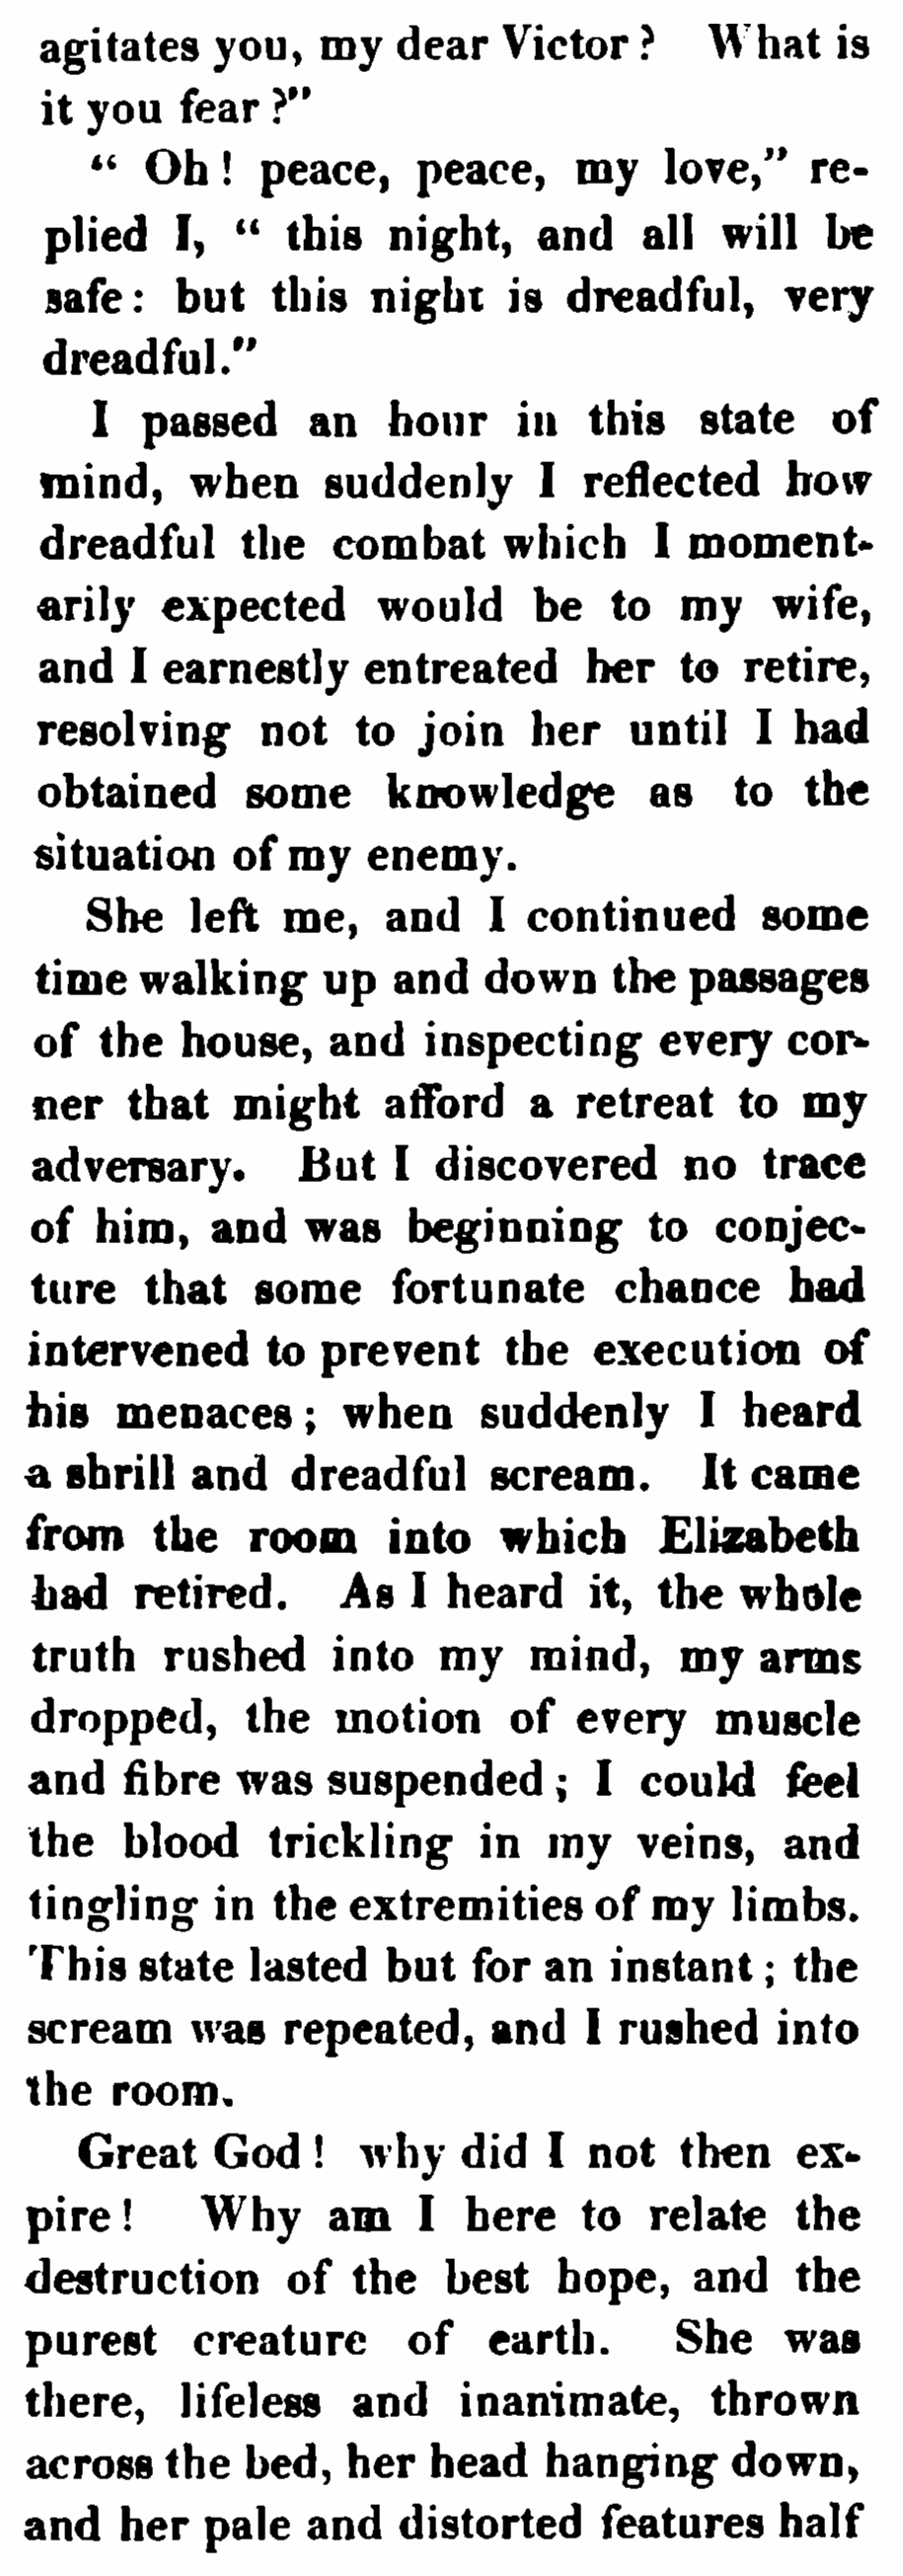 agitates you, my dear Victor? What is
it you fear?"
" Oh! peace, peace, my love," re-
plied I, " this night, and all will be
safe: but this night is dreadful, very
dreadful."
I passed an hour in this state of
mind, when suddenly I reflected how
dreadful the combat which I moment-
arily expected would be to my wife,
and I earnestly entreated her to retire,
resolving not to join her until I had
obtained some knowledge as to the
situation of my enemy.
She left me, and I continued some
time walking up and down the passages
of the house, and inspecting every cor-
ner that might afford a retreat to my
adversary. But I discovered no trace
of him, and was beginning to conjec-
ture that some fortunate chance had
intervened to prevent the execution of
his menaces; when suddenly I heard
a shrill and dreadful scream. It came
from the room into which Elizabeth
had retired. As I heard it, the whole
truth rushed into my mind, my arms
dropped, the motion of every muscle
and fibre was suspended; I could feel
the blood trickling in my veins, and
tingling in the extremities of my limbs.
This state lasted but for an instant; the
scream was repeated, and I rushed into
the room.
Great God! why did I not then ex-
pire! Why am I here to relate the
destruction of the best hope, and the
purest creature of earth. She was
there, lifeless and inanimate, thrown
across the bed, her head hanging down,
and her pale and distorted features half